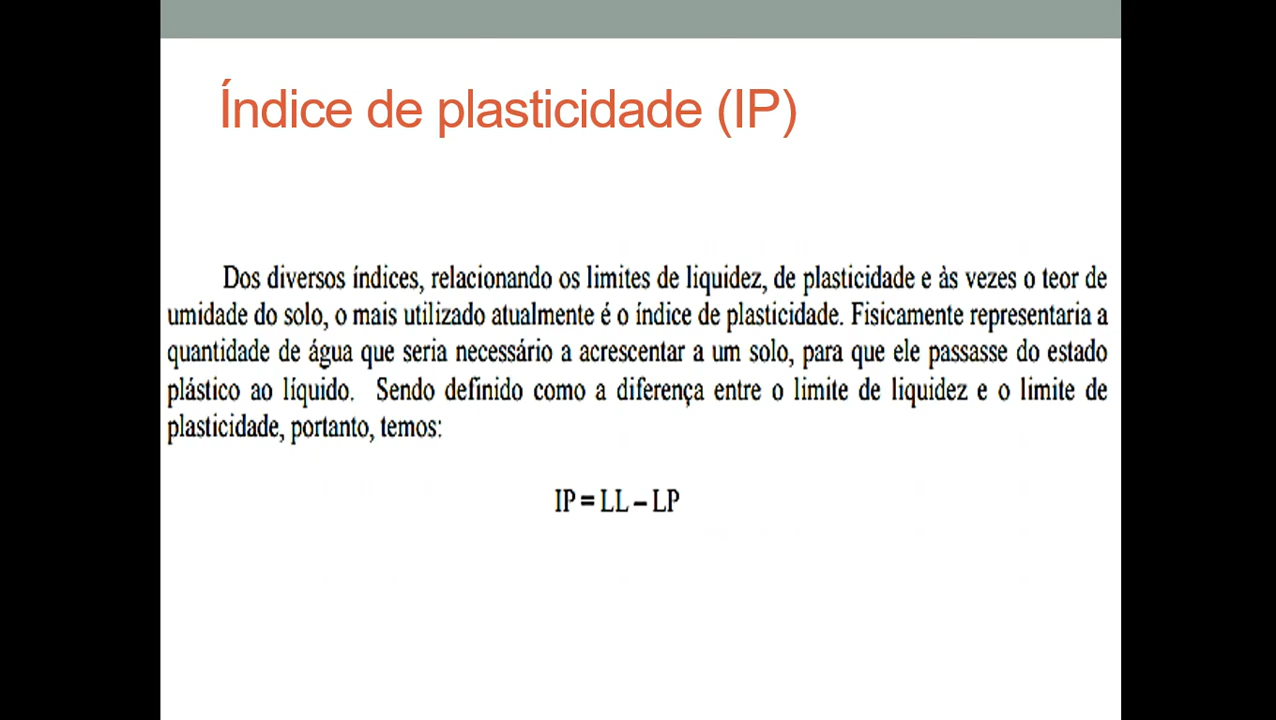 Índice de plasticidade (IP)
Dos diversos índices, relacionando os limites de liquidez, de plasticidade e às vezes o teor de
umidade do solo, o mais utilizado atualmente é o índice de plasticidade. Fisicamente representaria a
quantidade de água que seria necessário a acrescentar a um solo, para que ele passasse do estado
plástico ao líquido. Sendo definido como a diferença entre o limite de liquidez e o limite de
plasticidade, portanto, temos:
IP = LL – LP